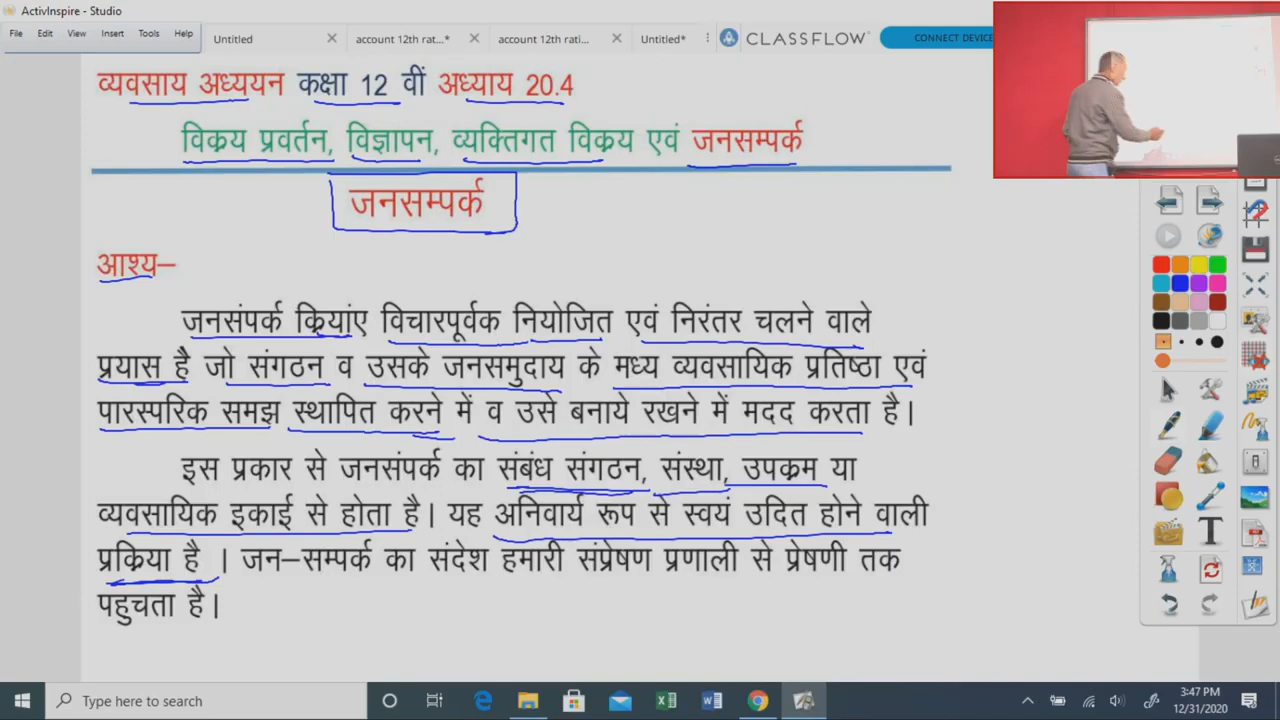 ActivInspire - Studio
File Edit View Insert Tools Help
Untitled
account 12th rat...*
account 12th rati...
Untitled*
CLASSFLOW
CONNECT DEVICE
व्यवसाय अध्ययन कक्षा 12 वीं अध्याय 20.4
विक्रय प्रवर्तन, विज्ञापन, व्यक्तिगत विक्रय एवं जनसम्पर्क
जनसम्पर्क
आश्य–
जनसंपर्क क्रियांए विचारपूर्वक नियोजित एवं निरंतर चलने वाले
प्रयास है जो संगठन व उसके जनसमुदाय के मध्य व्यवसायिक प्रतिष्ठा एवं
पारस्परिक समझ स्थापित करने में व उसे बनाये रखने में मदद करता है।
इस प्रकार से जनसंपर्क का संबंध संगठन, संस्था, उपक्रम या
व्यवसायिक इकाई से होता है। यह अनिवार्य रूप से स्वयं उदित होने वाली
प्रक्रिया है । जन–सम्पर्क का संदेश हमारी संप्रेषण प्रणाली से प्रेषणी तक
पहुचता है।
Type here to search
3:47 PM
12/31/2020